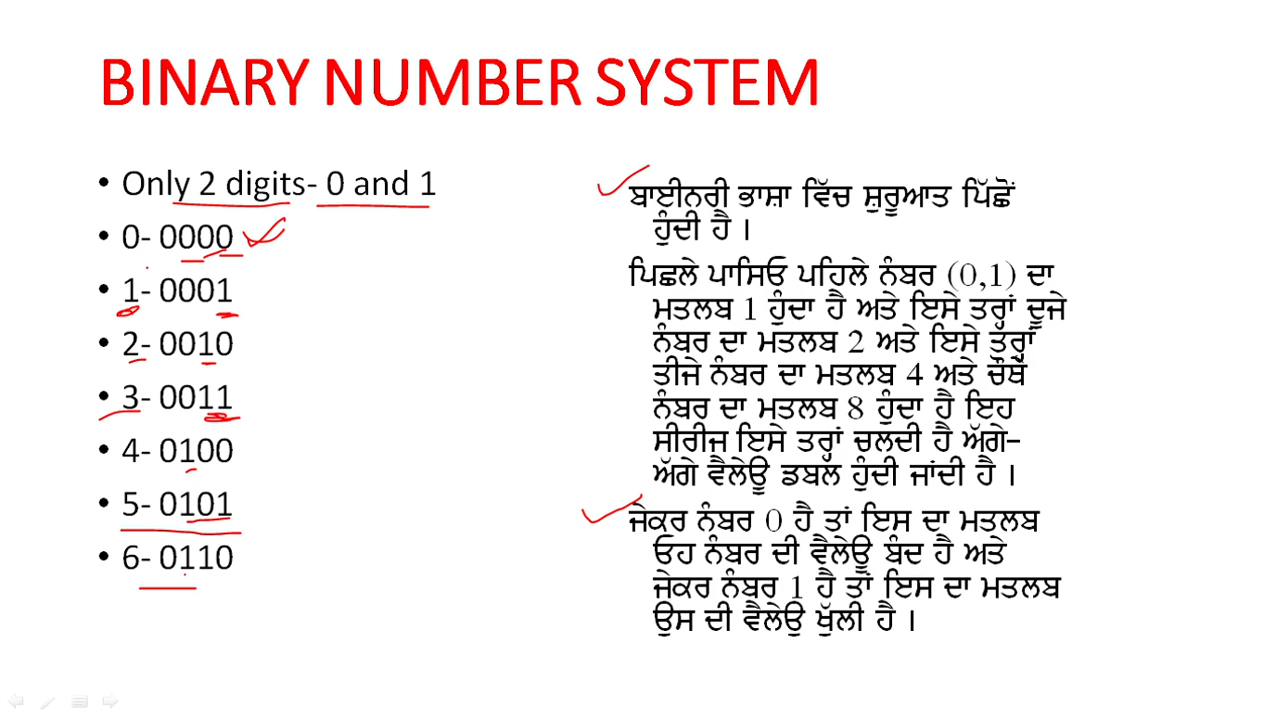 BINARY NUMBER SYSTEM
• Only 2 digits- 0 and 1
• 0- 0000
• 1- 0001
• 2- 0010
• 3- 0011
• 4- 0100
• 5- 0101
• 6- 0110
ਬਾਈਨਰੀ ਭਾਸ਼ਾ ਵਿੱਚ ਸ਼ੁਰੂਆਤ ਪਿੱਛੋਂ
ਹੁੰਦੀ ਹੈ ।
ਪਿਛਲੇ ਪਾਸਿਓ ਪਹਿਲੇ ਨੰਬਰ (0,1) ਦਾ
ਮਤਲਬ 1 ਹੁੰਦਾ ਹੈ ਅਤੇ ਇਸੇ ਤਰ੍ਹਾਂ ਦੂਜੇ
ਨੰਬਰ ਦਾ ਮਤਲਬ 2 ਅਤੇ ਇਸੇ ਤਰ੍ਹਾਂ
ਤੀਜੇ ਨੰਬਰ ਦਾ ਮਤਲਬ 4 ਅਤੇ ਚੌਥੇ
ਨੰਬਰ ਦਾ ਮਤਲਬ 8 ਹੁੰਦਾ ਹੈ ਇਹ
ਸੀਰੀਜ ਇਸੇ ਤਰ੍ਹਾਂ ਚਲਦੀ ਹੈ ਅੱਗੇ-
ਅੱਗੇ ਵੈਲੇਊ ਡਬਲ ਹੁੰਦੀ ਜਾਂਦੀ ਹੈ ।
ਜੇਕਰ ਨੰਬਰ 0 ਹੈ ਤਾਂ ਇਸ ਦਾ ਮਤਲਬ
ਓਹ ਨੰਬਰ ਦੀ ਵੈਲੇਊ ਬੰਦ ਹੈ ਅਤੇ
ਜੇਕਰ ਨੰਬਰ 1 ਹੈ ਤਾਂ ਇਸ ਦਾ ਮਤਲਬ
ਉਸ ਦੀ ਵੈਲੇਉ ਖੁੱਲੀ ਹੈ ।